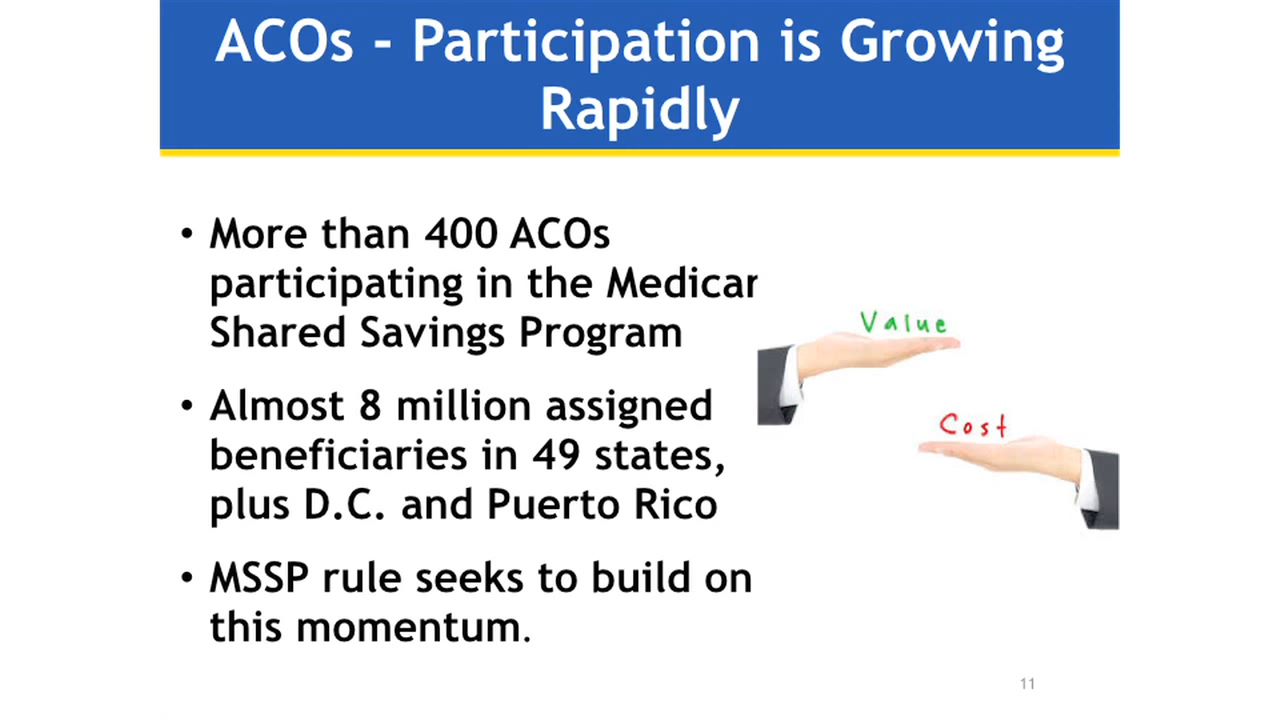 ACOs - Participation is Growing
Rapidly
• More than 400 ACOs
participating in the Medicar
Shared Savings Program
• Almost 8 million assigned
beneficiaries in 49 states,
plus D.C. and Puerto Rico
• MSSP rule seeks to build on
this momentum.
Value
Cost
11